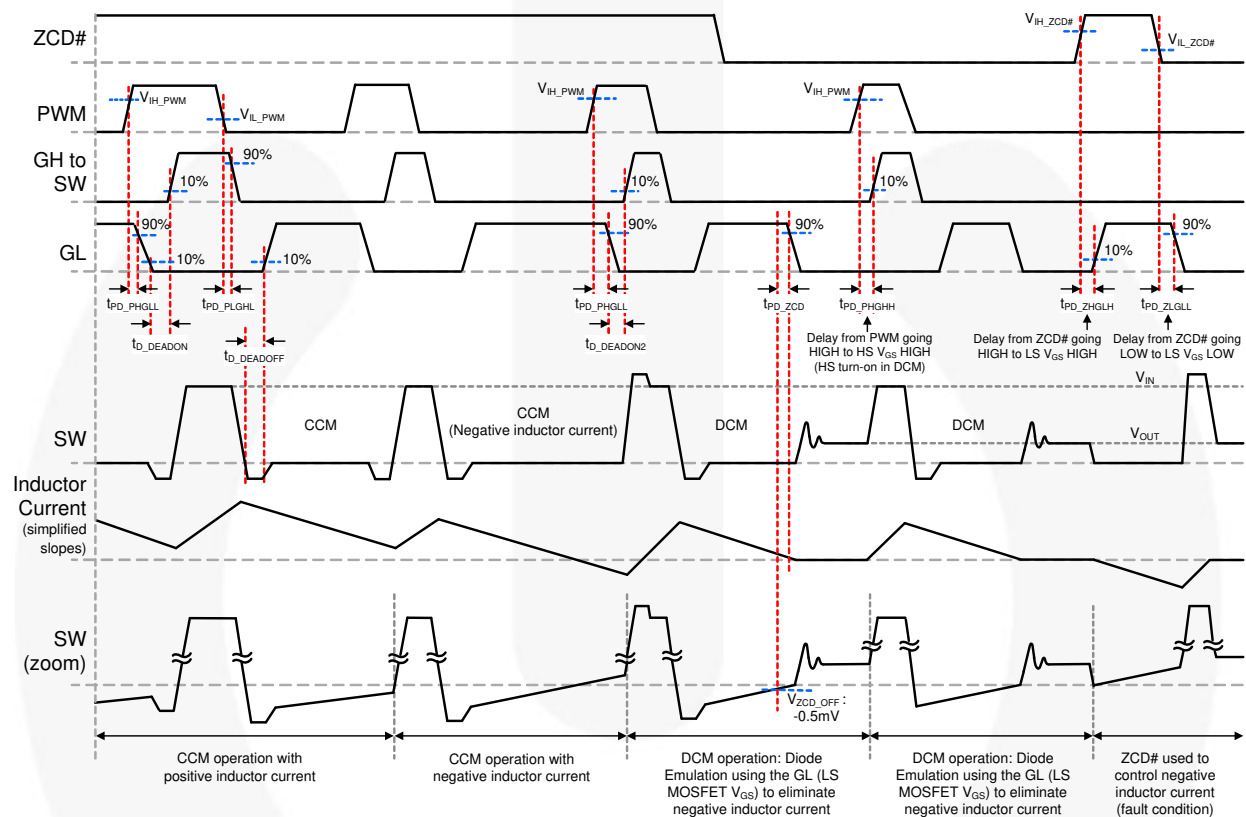 ZCD#
V_IH_ZCD#
V_IL_ZCD#
PWM
V_IH_PWM
V_IL_PWM
V_IH_PWM
V_IH_PWM
GH to
SW
90%
10%
10%
10%
GL
90%
10%
10%
90%
90%
10%
90%
t_PD_PHGLL
t_PD_PLGHL
t_PD_PHGLL
t_PD_ZCD
t_PD_PHGHH
t_PD_ZHGLH
t_PD_ZLGLL
t_D_DEADON
t_D_DEADOFF
t_D_DEADON2
Delay from PWM going
HIGH to HS V_GS HIGH
(HS turn-on in DCM)
Delay from ZCD# going
HIGH to LS V_GS HIGH
Delay from ZCD# going
LOW to LS V_GS LOW
SW
CCM
CCM
(Negative inductor current)
DCM
DCM
V_IN
V_OUT
Inductor
Current
(simplified
slopes)
SW
(zoom)
V_ZCD_OFF :
-0.5mV
CCM operation with
positive inductor current
CCM operation with
negative inductor current
DCM operation: Diode
Emulation using the GL (LS
MOSFET V_GS) to eliminate
negative inductor current
DCM operation: Diode
Emulation using the GL (LS
MOSFET V_GS) to eliminate
negative inductor current
ZCD# used to
control negative
inductor current
(fault condition)